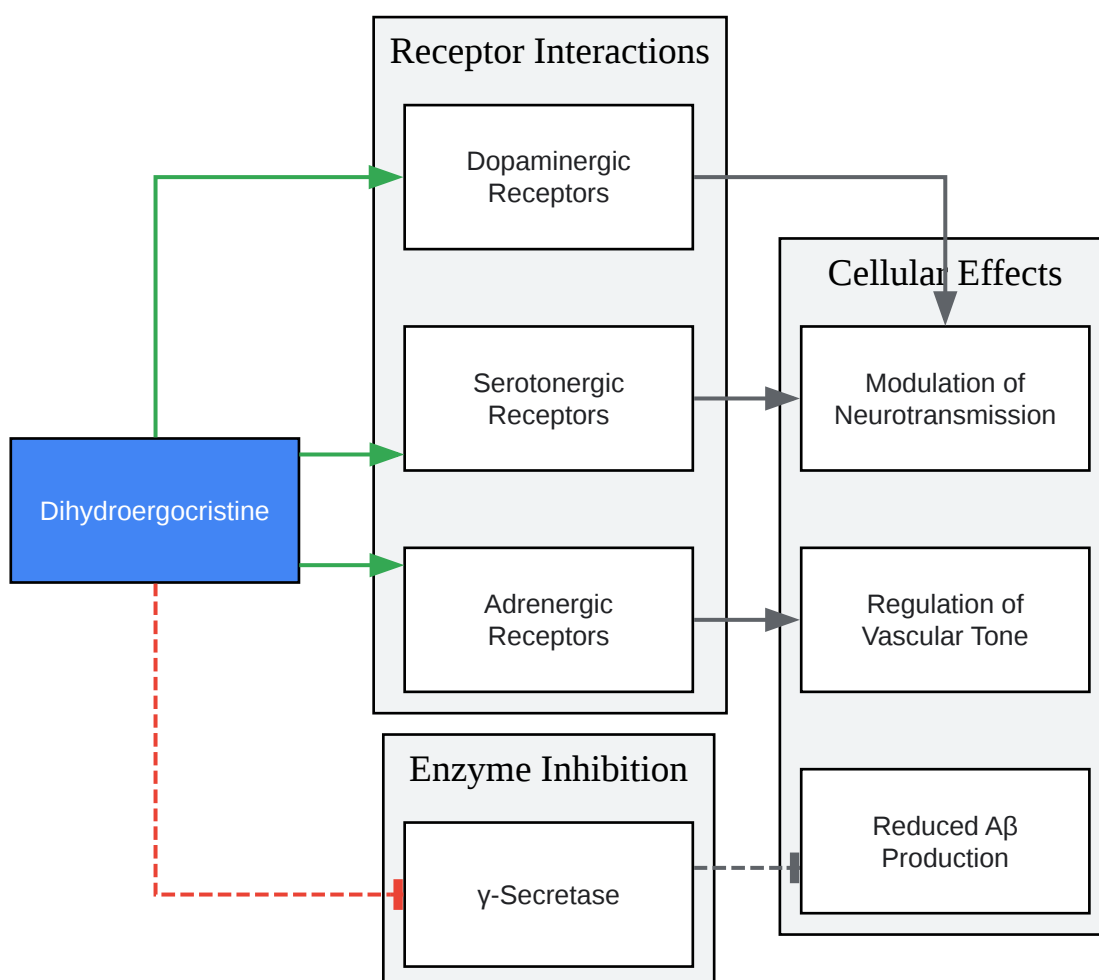 Receptor Interactions
Dopaminergic
Receptors
Cellular Effects
Serotonergic
Receptors
Modulation of
Neurotransmission
Dihydroergocristine
Adrenergic
Receptors
Regulation of
Vascular Tone
Enzyme Inhibition
γ-Secretase
Reduced Aβ
Production